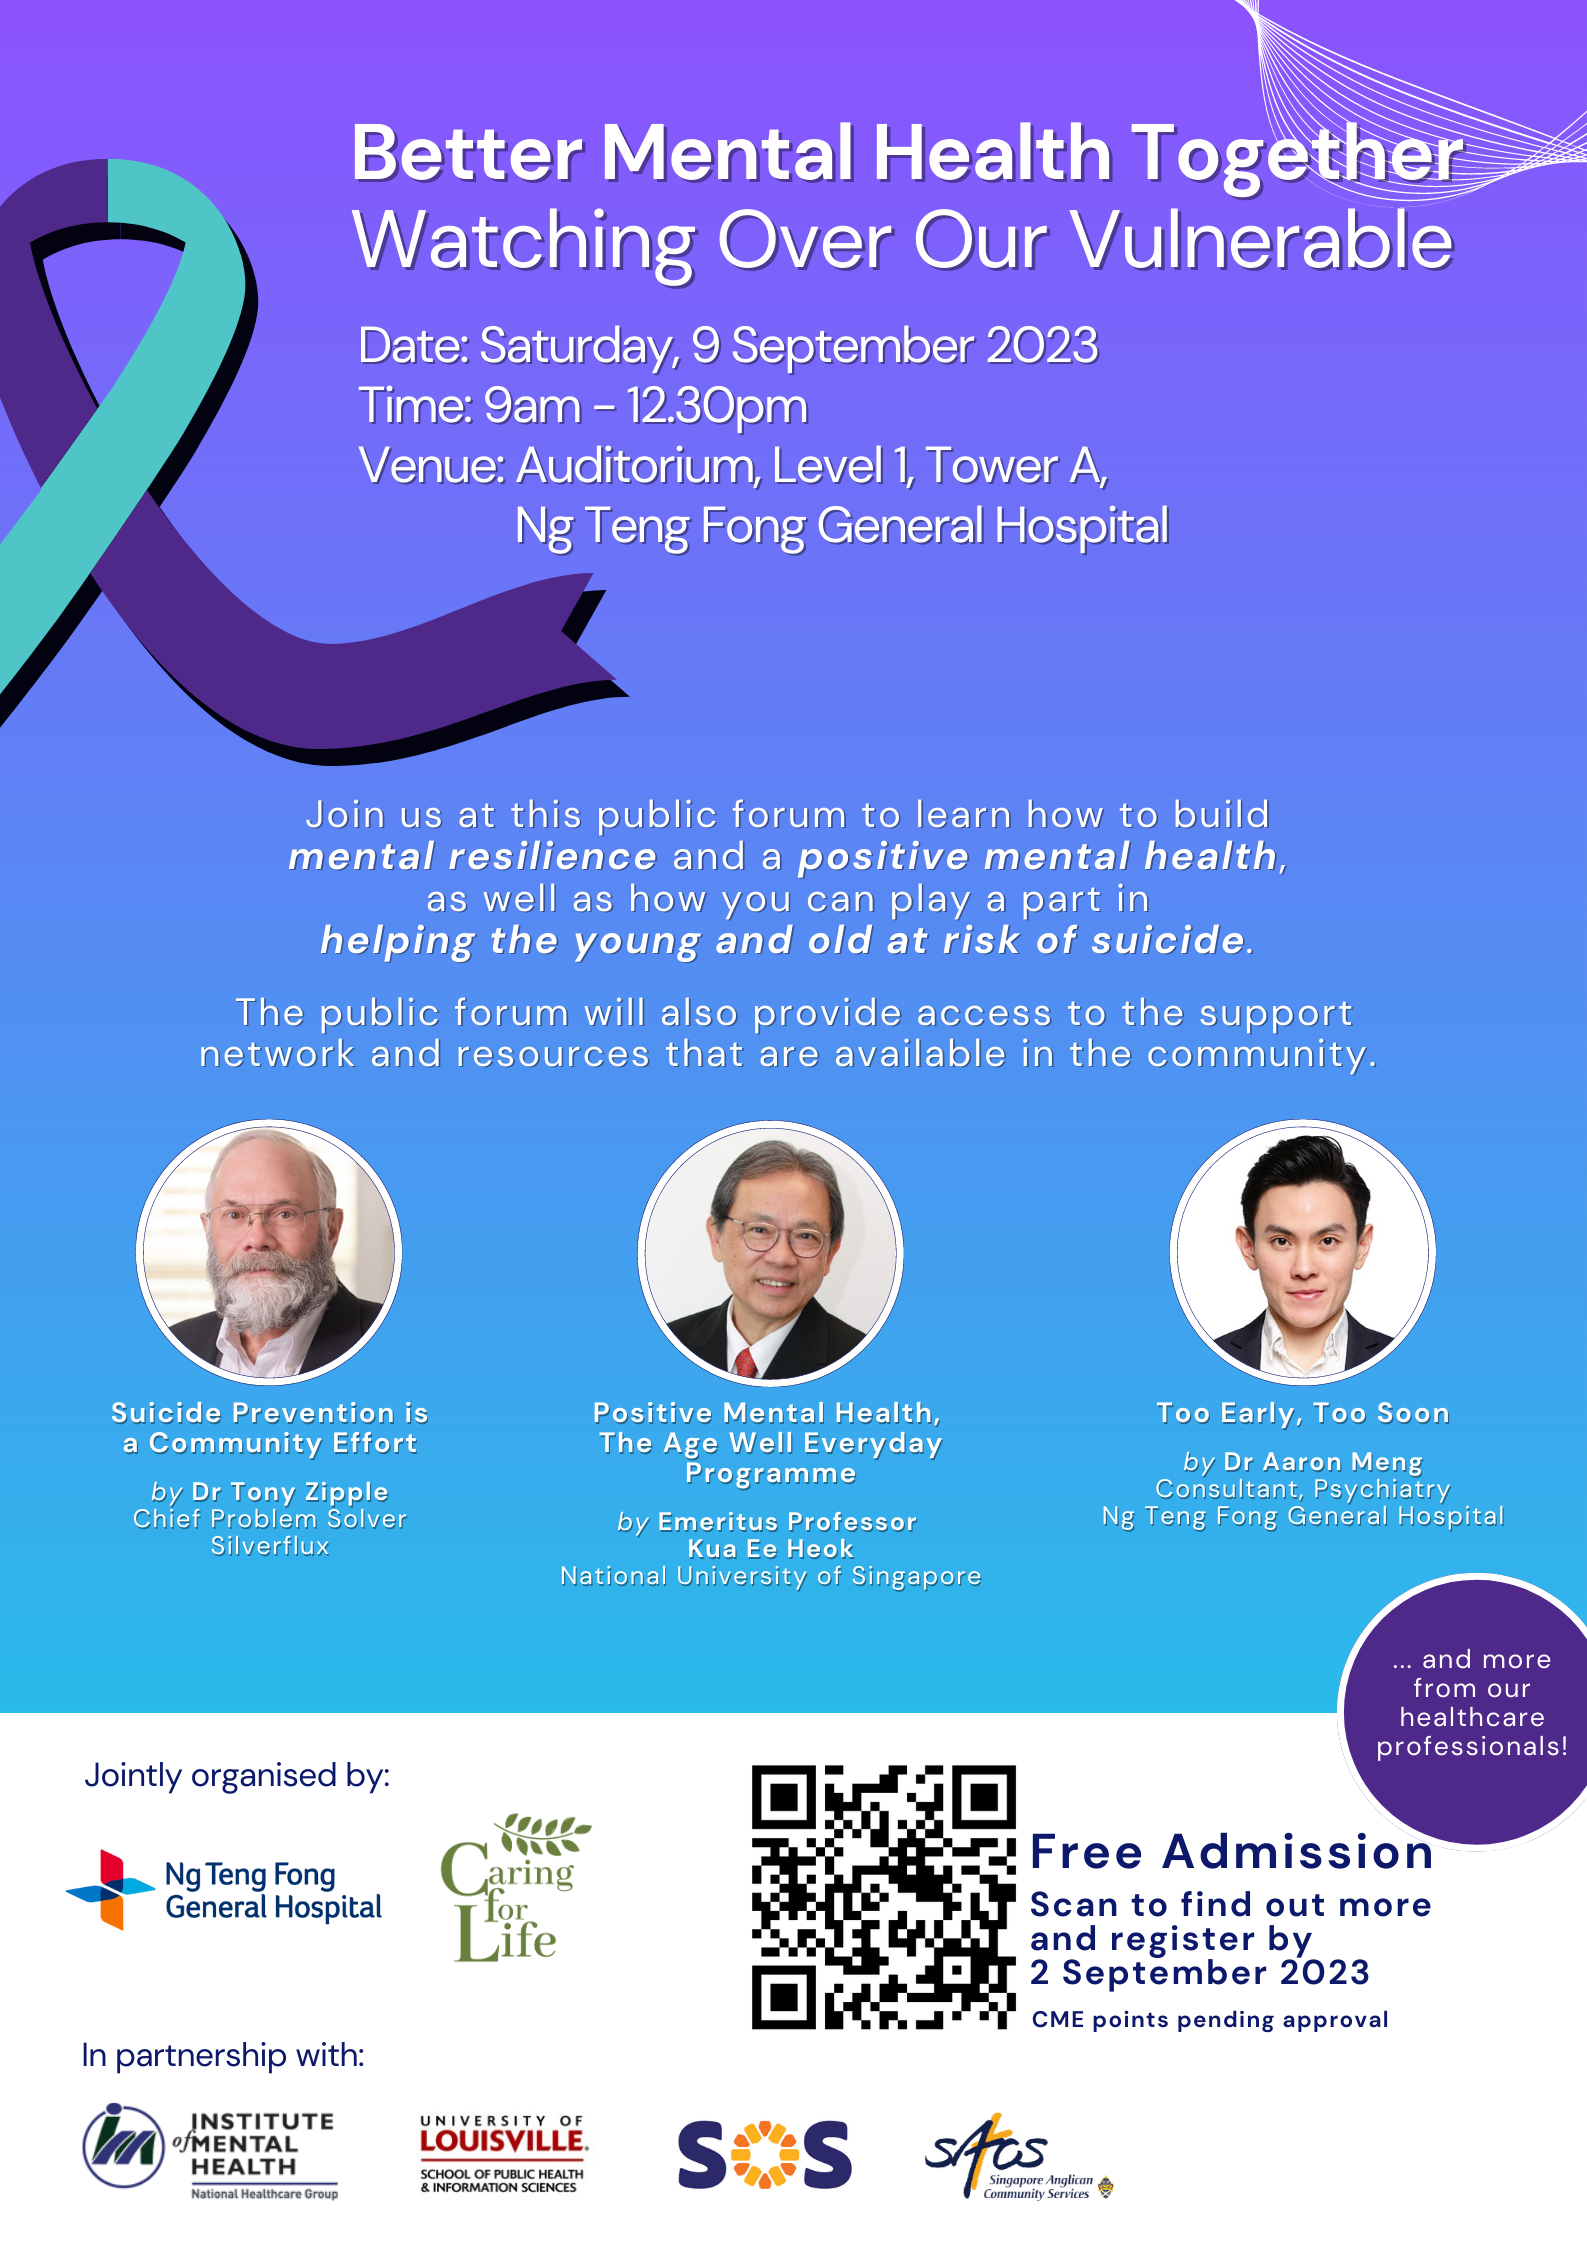 Better Mental Health Together
Watching Over Our Vulnerable
Date: Saturday, 9 September 2023
Time: 9am - 12.30pm
Venue: Auditorium, Level 1, Tower A,
Ng Teng Fong General Hospital
Join us at this public forum to learn how to build
mental resilience and a positive mental health,
as well as how you can play a part in
helping the young and old at risk of suicide.
The public forum will also provide access to the support
network and resources that are available in the community.
Suicide Prevention is
a Community Effort
by Dr Tony Zipple
Chief Problem Solver
Silverflux
Positive Mental Health,
The Age Well Everyday
Programme
by Emeritus Professor
Kua Ee Heok
National University of Singapore
Too Early, Too Soon
by Dr Aaron Meng
Consultant, Psychiatry
Ng Teng Fong General Hospital
... and more
from our
healthcare
professionals!
Jointly organised by:
Ng Teng Fong
General Hospital
Caring
for
Life
Free Admission
Scan to find out more
and register by
2 September 2023
CME points pending approval
In partnership with:
INSTITUTE
of MENTAL
HEALTH
National Healthcare Group
UNIVERSITY OF
LOUISVILLE.
SCHOOL OF PUBLIC HEALTH
& INFORMATION SCIENCES
SOS
SACS
Singapore Anglican
Community Services